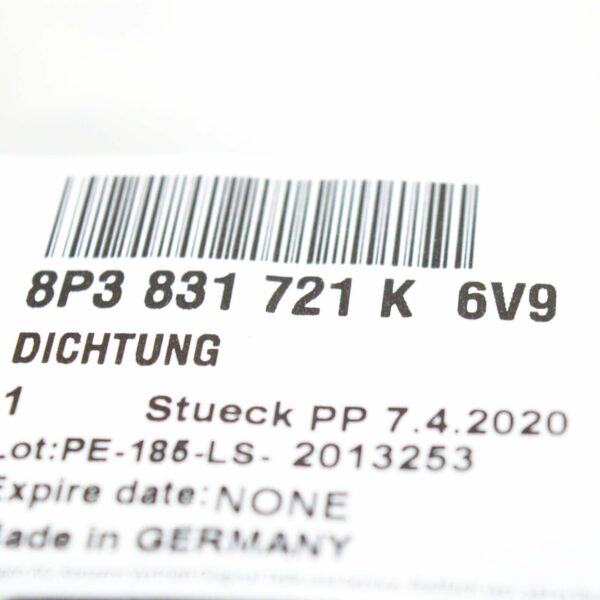 8P3 831 721 K 6V9
DICHTUNG
1 Stueck PP 7.4.2020
Lot:PE-186-LS- 2013253
Expire date:NONE
Made in GERMANY